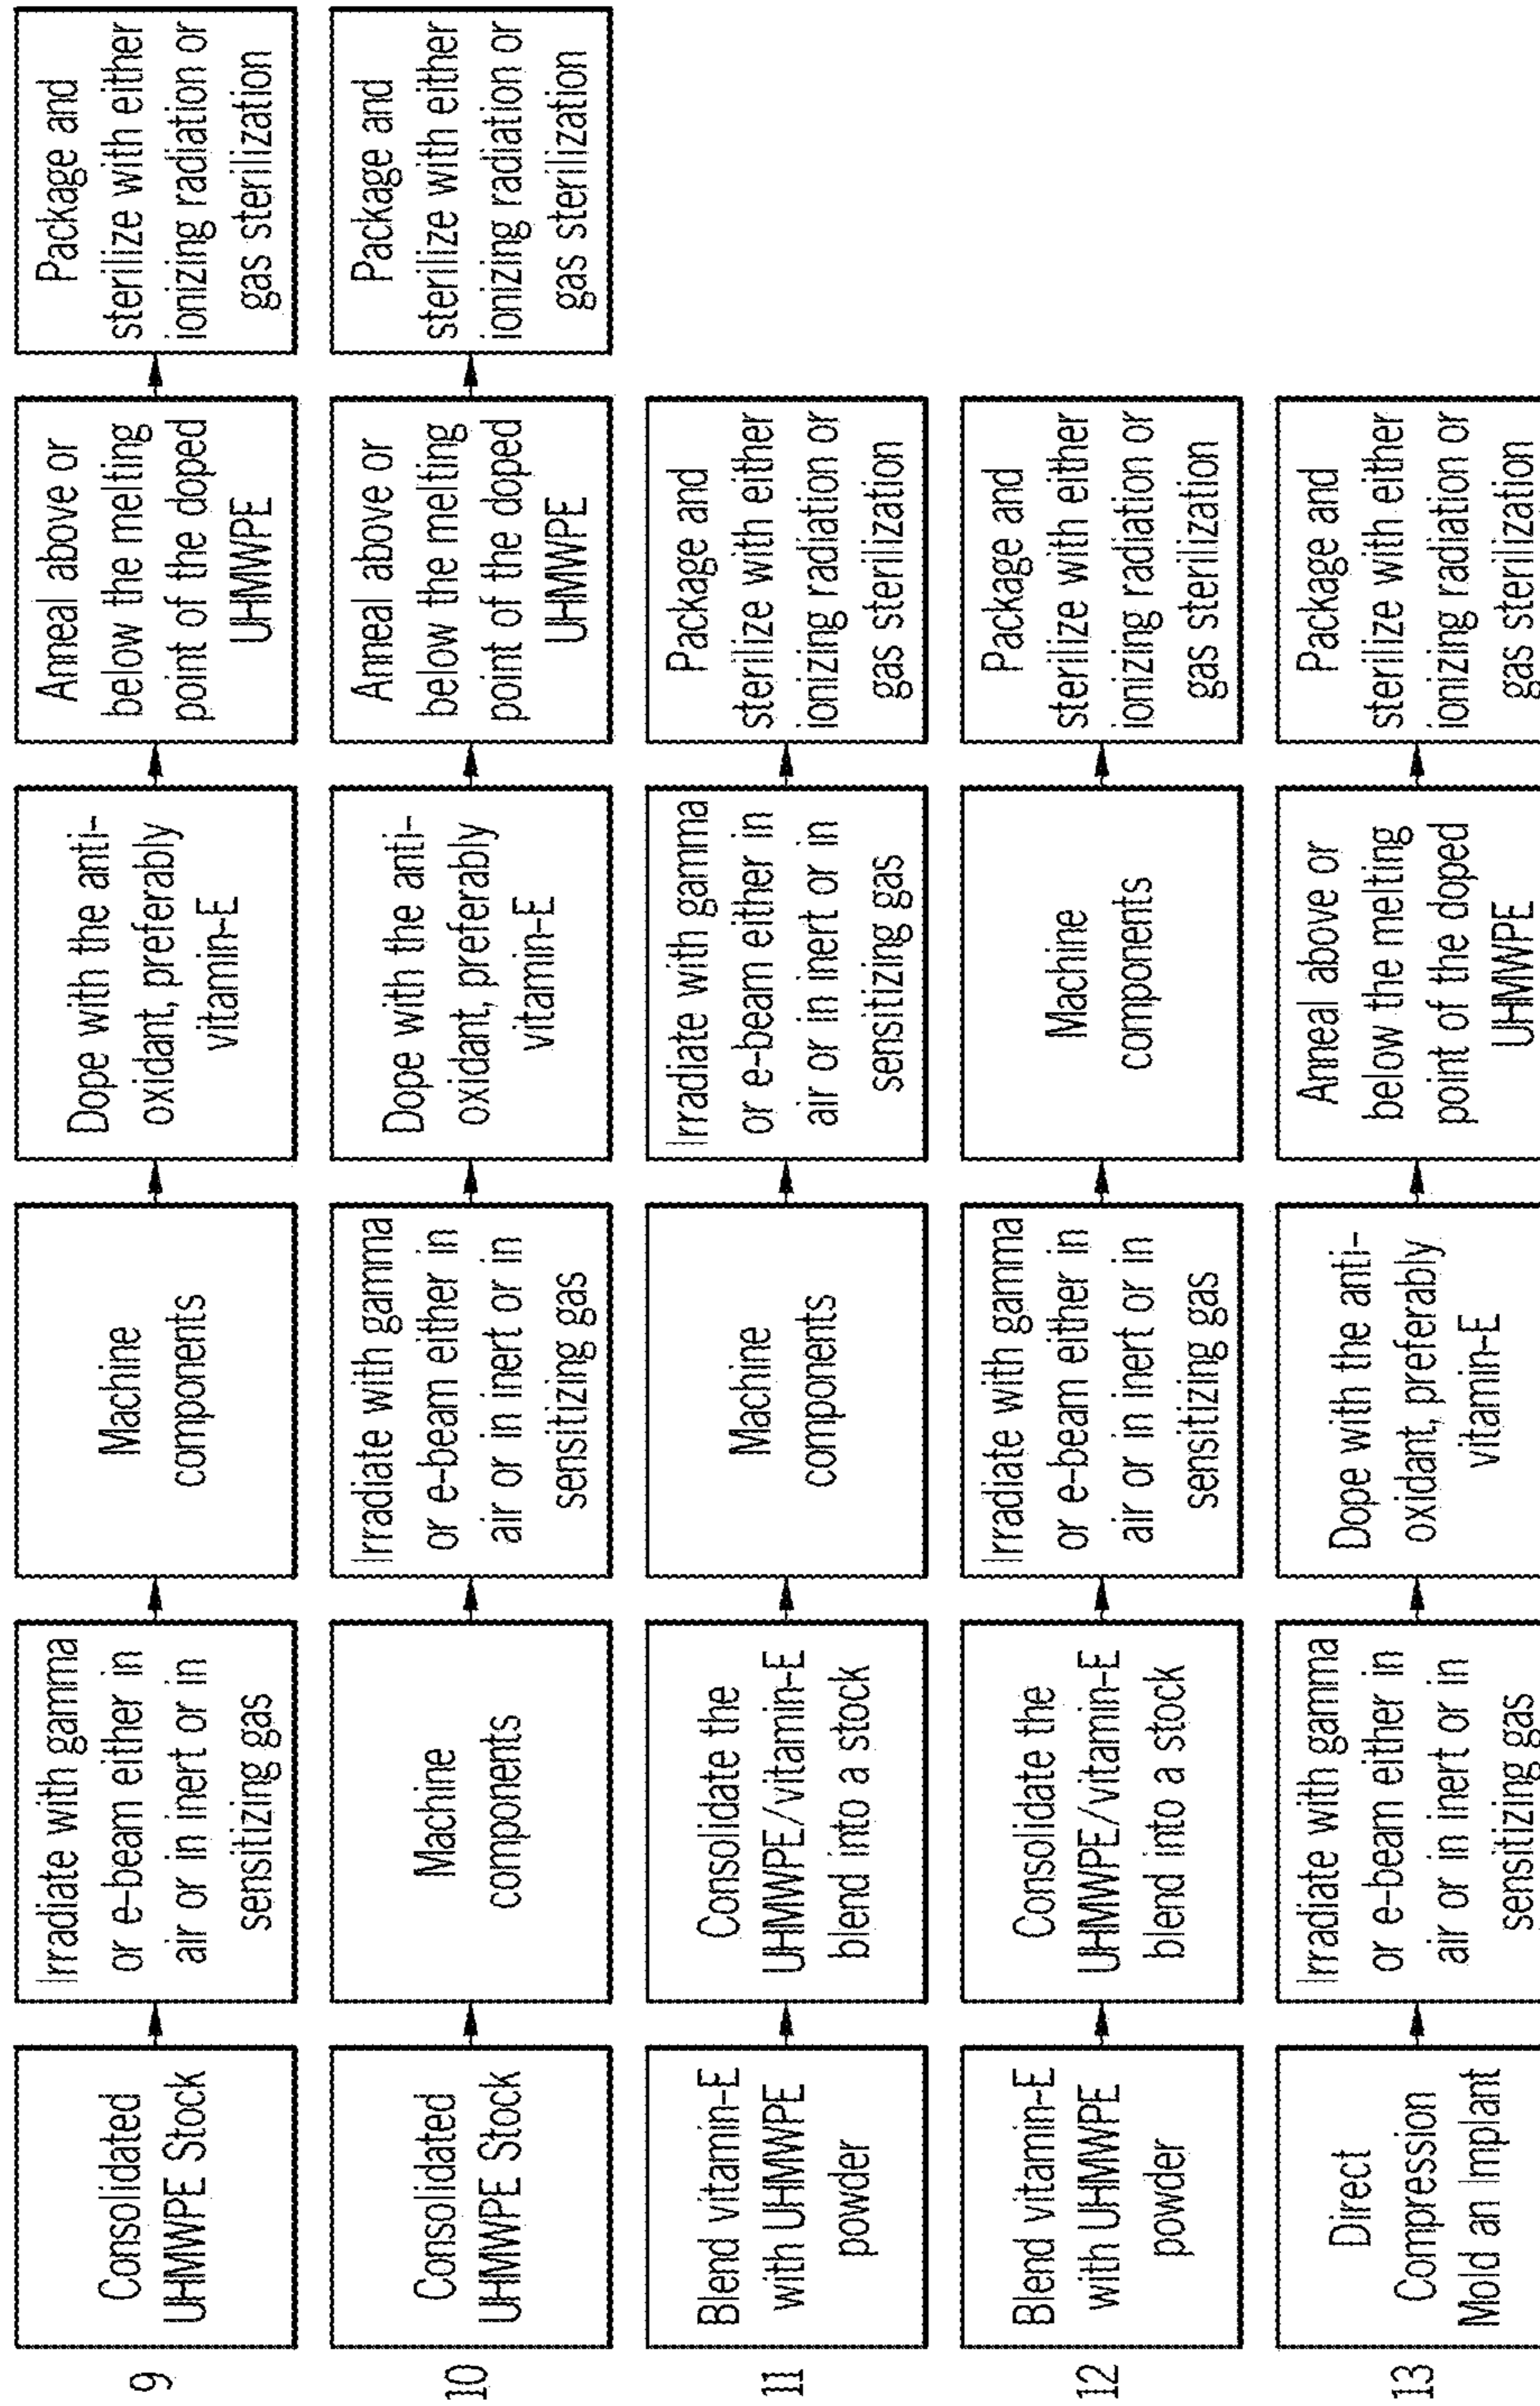 9
Consolidated
UHMWPE Stock
Irradiate with gamma
or e-beam either in
air or in inert or in
sensitizing gas
Machine
components
Dope with the anti-
oxidant, preferably
vitamin-E
Anneal above or
below the melting
point of the doped
UHMWPE
Package and
sterilize with either
ionizing radiation or
gas sterilization
10
Consolidated
UHMWPE Stock
Machine
components
Irradiate with gamma
or e-beam either in
air or in inert or in
sensitizing gas
Dope with the anti-
oxidant, preferably
vitamin-E
Anneal above or
below the melting
point of the doped
UHMWPE
Package and
sterilize with either
ionizing radiation or
gas sterilization
11
Blend vitamin-E
with UHMWPE
powder
Consolidate the
UHMWPE/vitamin-E
blend into a stock
Machine
components
Irradiate with gamma
or e-beam either in
air or in inert or in
sensitizing gas
Package and
sterilize with either
ionizing radiation or
gas sterilization
12
Blend vitamin-E
with UHMWPE
powder
Consolidate the
UHMWPE/vitamin-E
blend into a stock
Irradiate with gamma
or e-beam either in
air or in inert or in
sensitizing gas
Machine
components
Package and
sterilize with either
ionizing radiation or
gas sterilization
13
Direct
Compression
Mold an Implant
Irradiate with gamma
or e-beam either in
air or in inert or in
sensitizing gas
Dope with the anti-
oxidant, preferably
vitamin-E
Anneal above or
below the melting
point of the doped
UHMWPE
Package and
sterilize with either
ionizing radiation or
gas sterilization